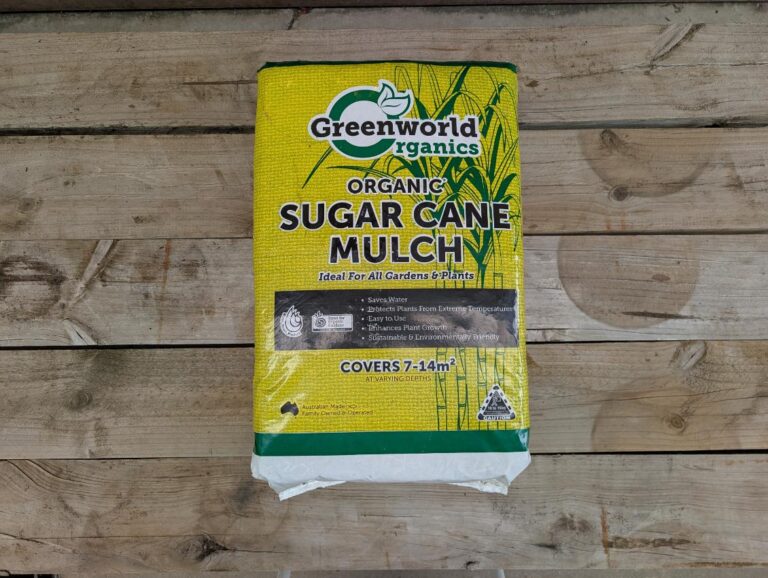 Greenworld
Organics
ORGANIC
SUGAR CANE
MULCH
Ideal For All Gardens & Plants
• Saves Water
• Protects Plants From Extreme Temperatures
• Easy to Use
• Enhances Plant Growth
• Sustainable & Environmentally Friendly
COVERS 7-14m²
AT VARYING DEPTHS
Australian Made
Family Owned & Operated
CAUTION